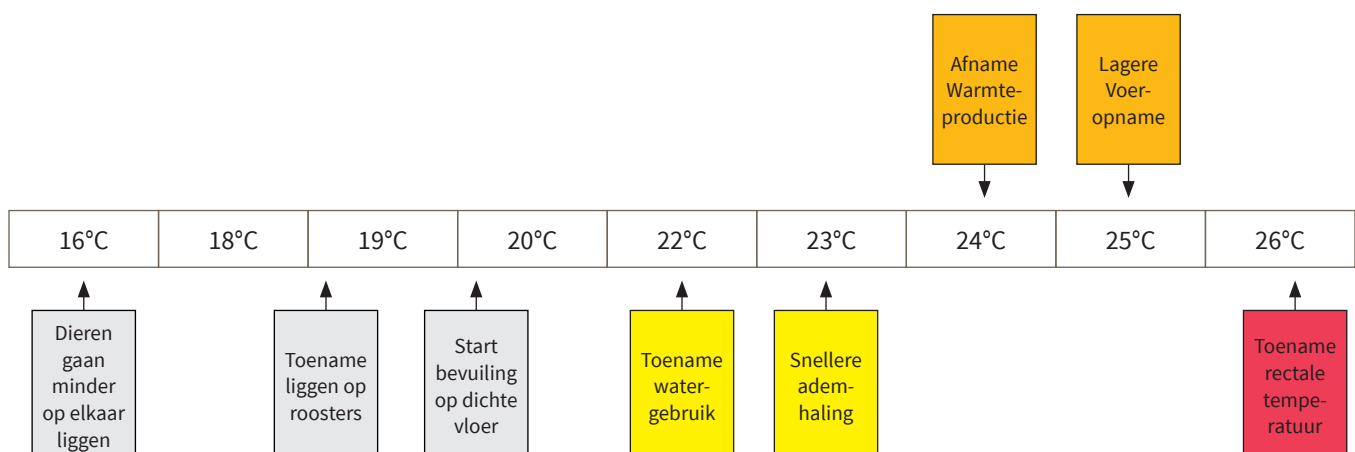 Afname
Warmte-
productie
Lagere
Voer-
opname
16°C
18°C
19°C
20°C
22°C
23°C
24°C
25°C
26°C
Dieren
gaan
minder
op elkaar
liggen
Toename
liggen op
roosters
Start
bevuiling
op dichte
vloer
Toename
water-
gebruik
Snellere
adem-
haling
Toename
rectale
tempe-
ratuur